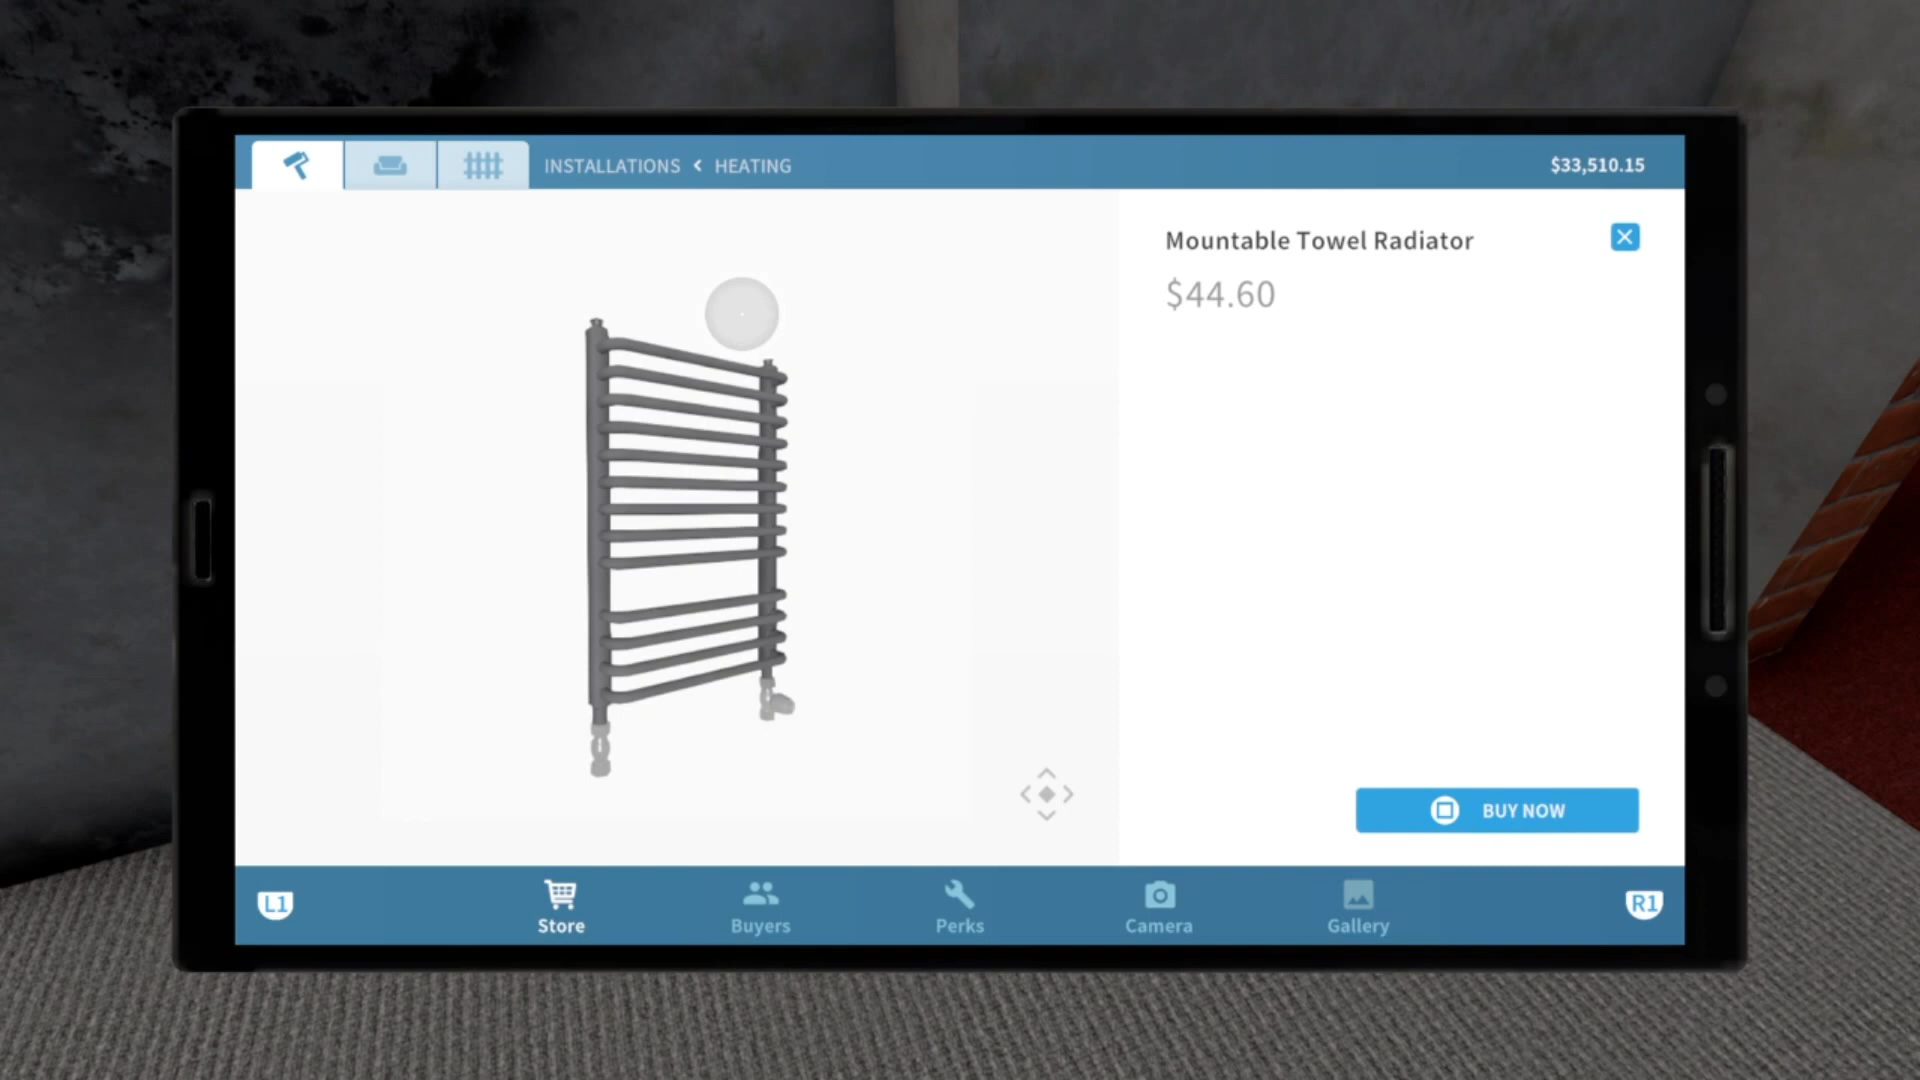 INSTALLATIONS < HEATING
$33,510.15
Mountable Towel Radiator
$44.60
BUY NOW
L1
Store
Buyers
Perks
Camera
Gallery
R1